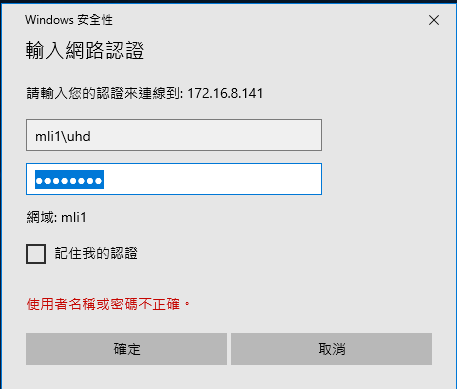 Windows 安全性
輸入網路認證
請輸入您的認證來連線到: 172.16.8.141
mli1\uhd
●●●●●●●●
網域: mli1
記住我的認證
使用者名稱或密碼不正確。
確定
取消